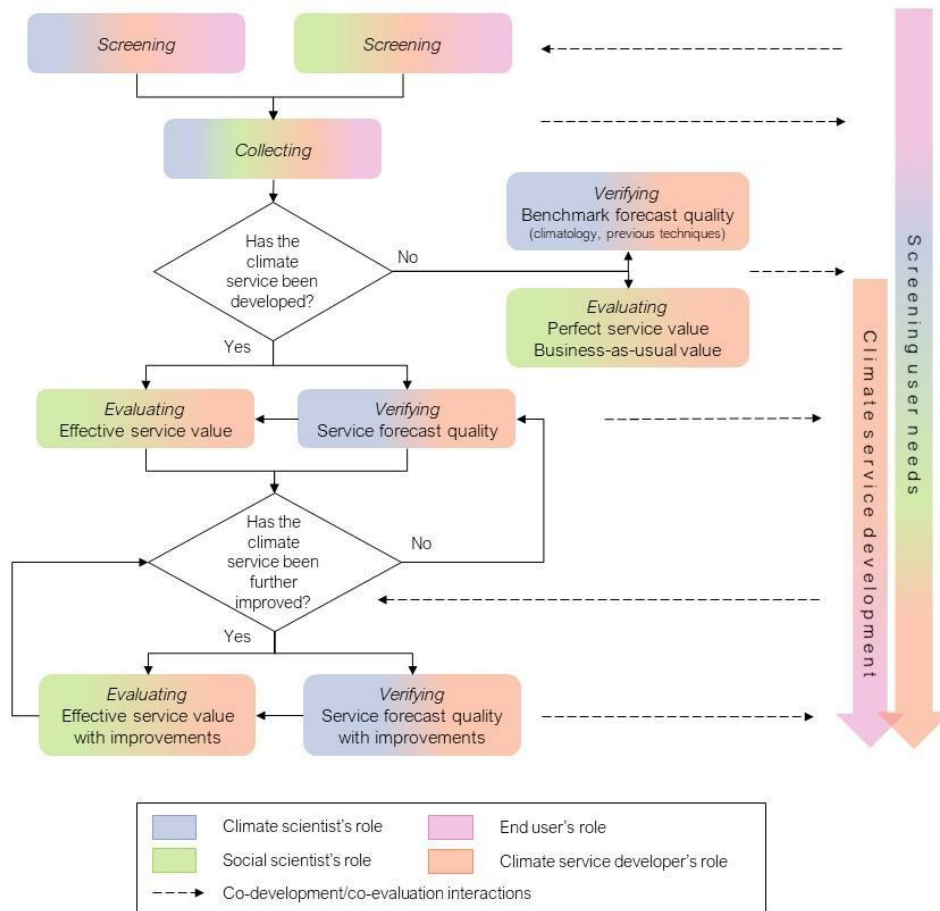 Screening
Screening
Collecting
Has the
climate
service been
developed?
No
Yes
Verifying
Benchmark forecast quality
(climatology, previous techniques)
Evaluating
Perfect service value
Business-as-usual value
Evaluating
Effective service value
Verifying
Service forecast quality
Has the
climate
service been
further
improved?
No
Yes
Evaluating
Effective service value
with improvements
Verifying
Service forecast quality
with improvements
Climate service development
Screening user needs
Climate scientist's role
End user's role
Social scientist's role
Climate service developer's role
Co-development/co-evaluation interactions